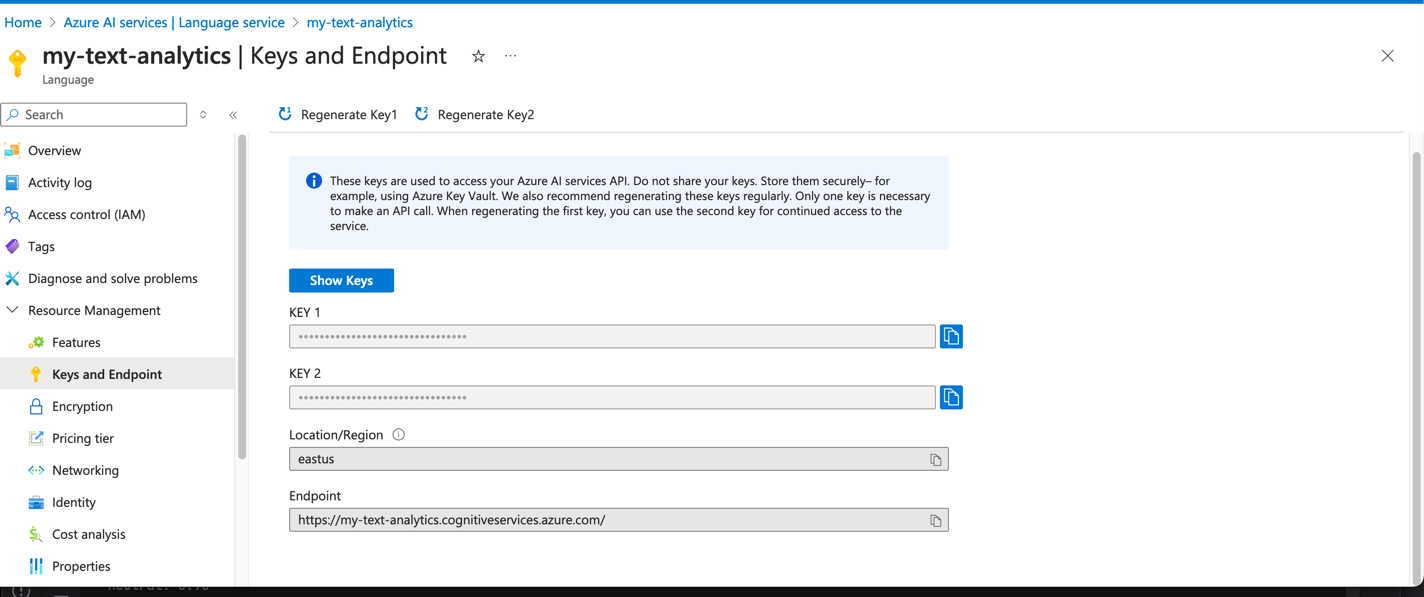 Home > Azure AI services | Language service > my-text-analytics
my-text-analytics | Keys and Endpoint
Language
Search
Regenerate Key1 Regenerate Key2
Overview
Activity log
Access control (IAM)
Tags
Diagnose and solve problems
Resource Management
Features
Keys and Endpoint
Encryption
Pricing tier
Networking
Identity
Cost analysis
Properties
These keys are used to access your Azure AI services API. Do not share your keys. Store them securely– for
example, using Azure Key Vault. We also recommend regenerating these keys regularly. Only one key is necessary
to make an API call. When regenerating the first key, you can use the second key for continued access to the
service.
Show Keys
KEY 1
••••••••••••••••••••••••••••••••
KEY 2
••••••••••••••••••••••••••••••••
Location/Region
eastus
Endpoint
https://my-text-analytics.cognitiveservices.azure.com/